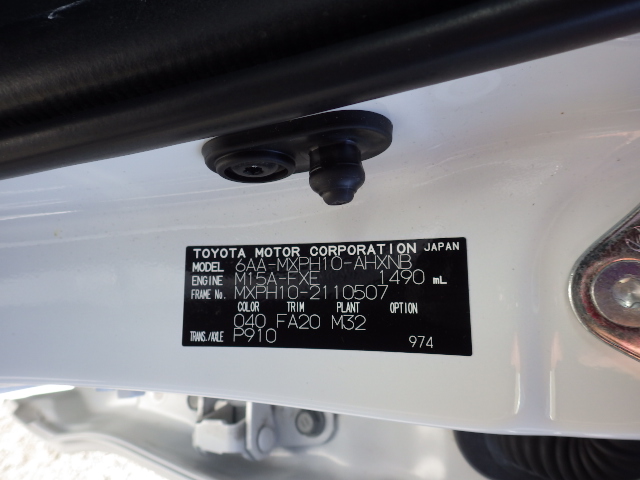 TOYOTA MOTOR CORPORATION JAPAN
MODEL 6AA-MXPH10-AHXNB
ENGINE M15A-FXE 1490 mL
FRAME No. MXPH10-2110507
COLOR TRIM PLANT OPTION
040 FA20 M32
TRANS./AXLE P910 974